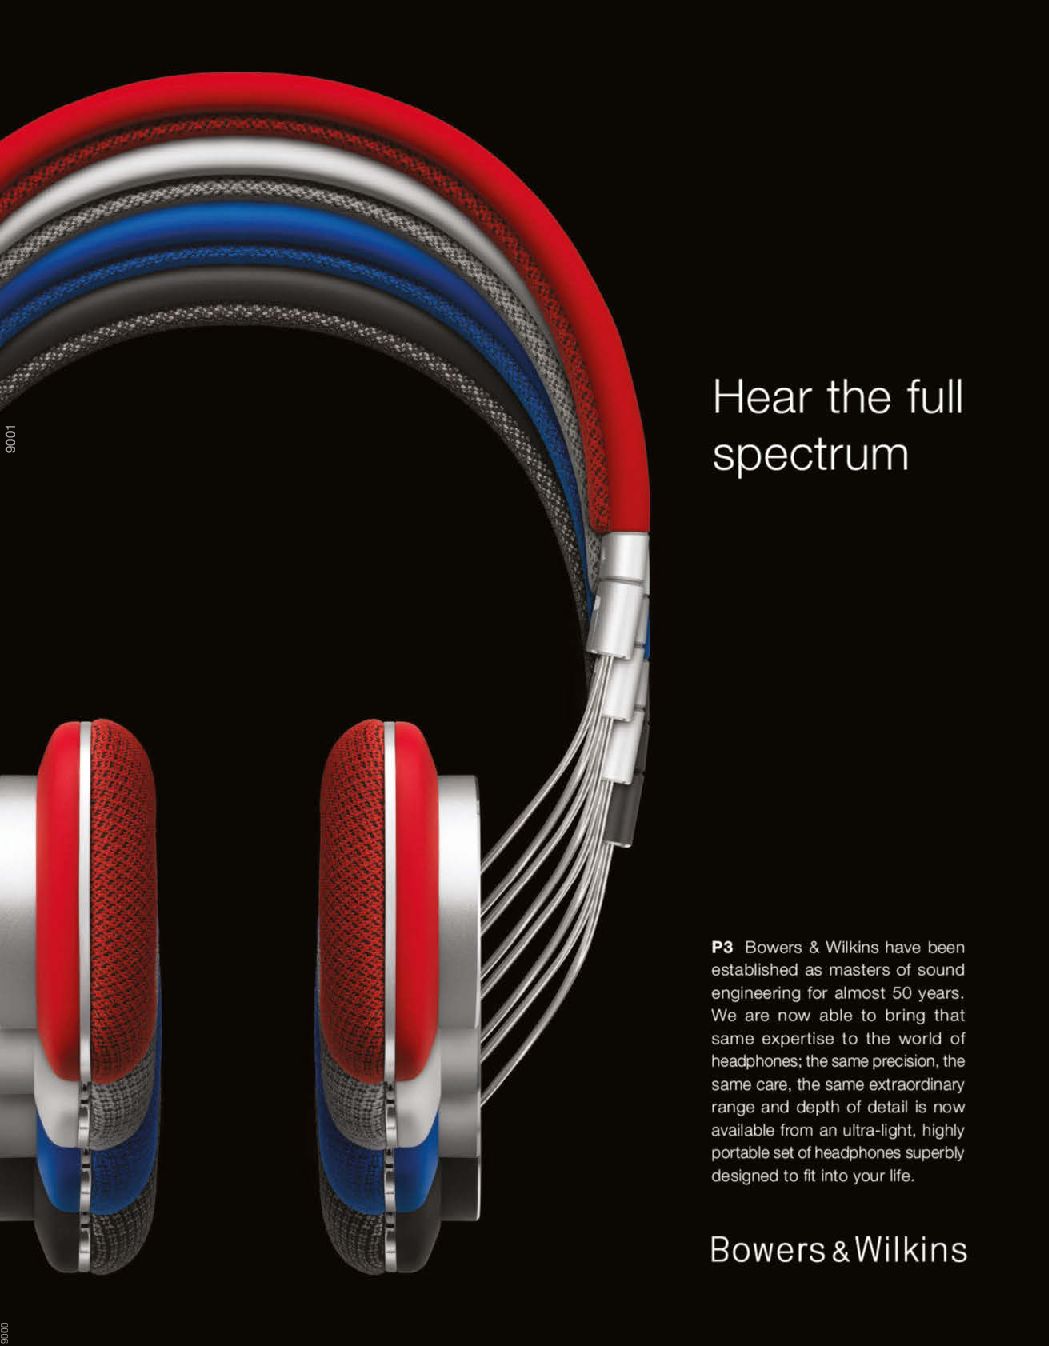 9001
Hear the full
spectrum
P3 Bowers & Wilkins have been
established as masters of sound
engineering for almost 50 years.
We are now able to bring that
same expertise to the world of
headphones; the same precision, the
same care, the same extraordinary
range and depth of detail is now
available from an ultra-light, highly
portable set of headphones superbly
designed to fit into your life.
Bowers & Wilkins
9000